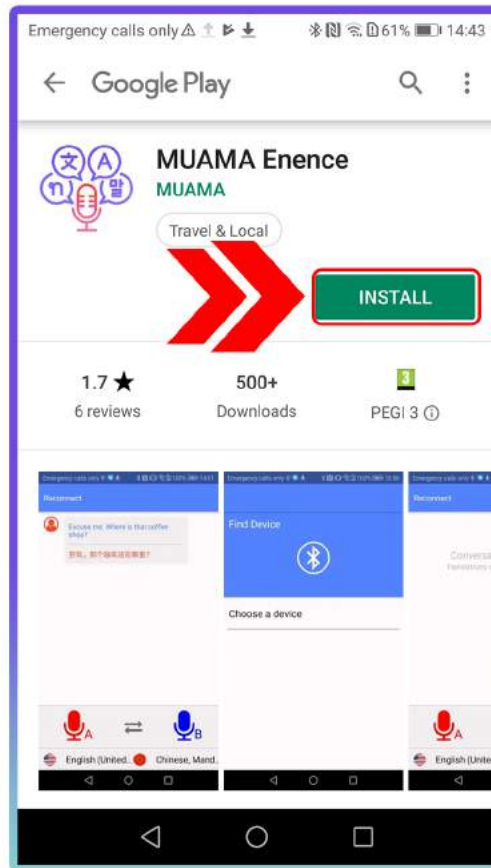 Emergency calls only 61% 14:43
Google Play
文 A
ก 말
MUAMA Enence
MUAMA
Travel & Local
INSTALL
1.7 ★ 500+ 3
6 reviews Downloads PEGI 3
Reconnect
Excuse me. Where is that coffee
shop?
A B
English (United.. Chinese, Mand..
Find Device
Choose a device
Reconnect
A